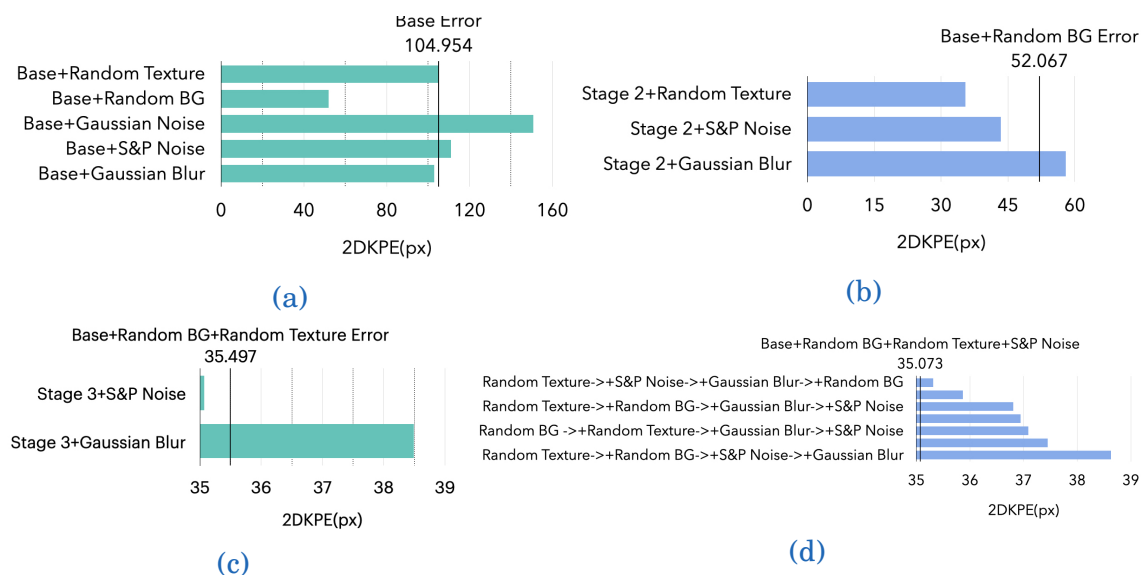 Base Error
104.954
Base+Random Texture
Base+Random BG
Base+Gaussian Noise
Base+S&P Noise
Base+Gaussian Blur
0 40 80 120 160
2DKPE(px)
(a)
Base+Random BG Error
52.067
Stage 2+Random Texture
Stage 2+S&P Noise
Stage 2+Gaussian Blur
0 15 30 45 60
2DKPE(px)
(b)
Base+Random BG+Random Texture Error
35.497
Stage 3+S&P Noise
Stage 3+Gaussian Blur
35 36 37 38 39
2DKPE(px)
(c)
Base+Random BG+Random Texture+S&P Noise
35.073
Random Texture->+S&P Noise->+Gaussian Blur->+Random BG
Random Texture->+Random BG->+Gaussian Blur->+S&P Noise
Random BG ->+Random Texture->+Gaussian Blur->+S&P Noise
Random Texture->+Random BG->+S&P Noise->+Gaussian Blur
35 36 37 38 39
2DKPE(px)
(d)